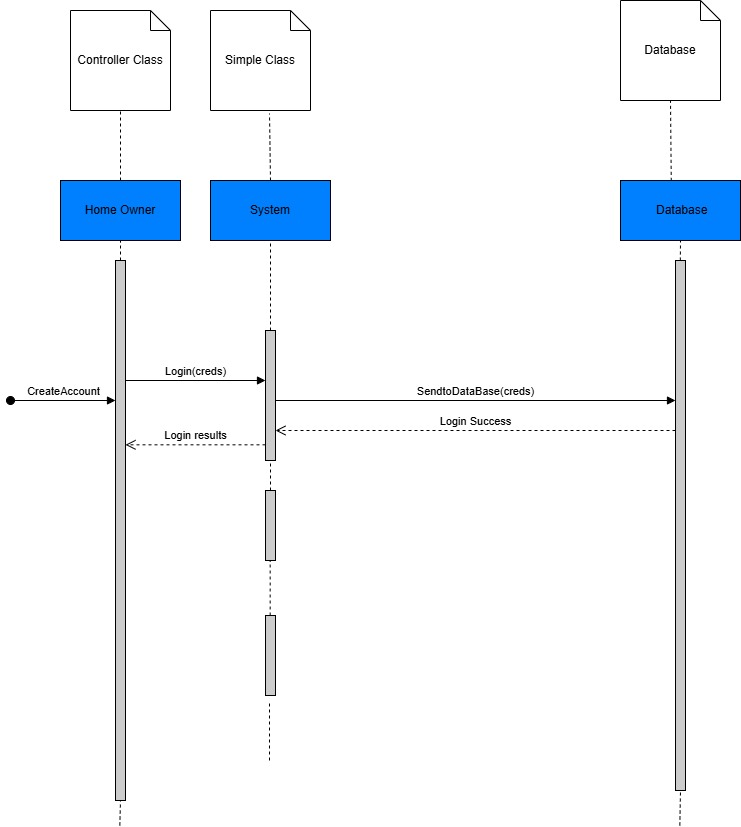 Controller Class
Simple Class
Database
Home Owner
System
Database
Login(creds)
CreateAccount
SendtoDataBase(creds)
Login Success
Login results